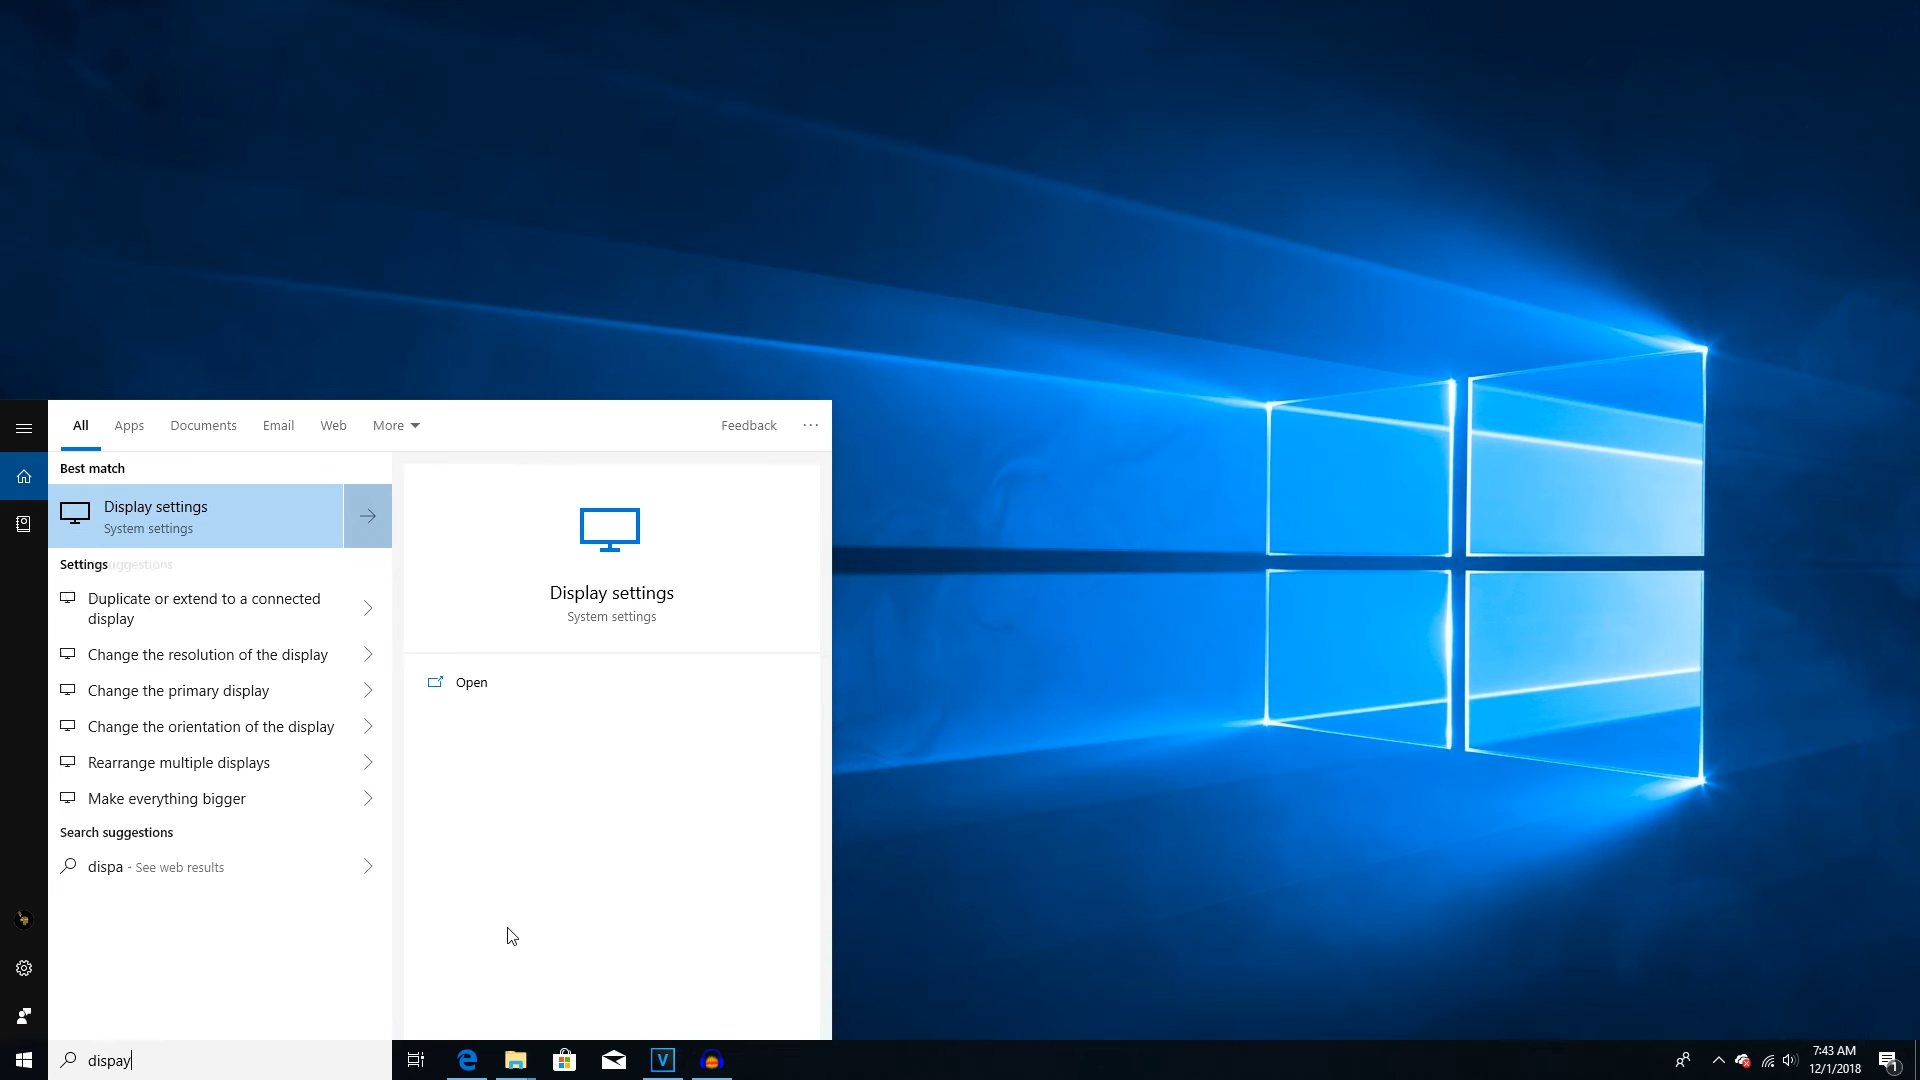 All Apps Documents Email Web More Feedback ...
Best match
Display settings
System settings
Settings
Duplicate or extend to a connected
display
Change the resolution of the display
Change the primary display
Change the orientation of the display
Rearrange multiple displays
Make everything bigger
Search suggestions
dispa - See web results
Display settings
System settings
Open
dispay
V
7:43 AM
12/1/2018
1